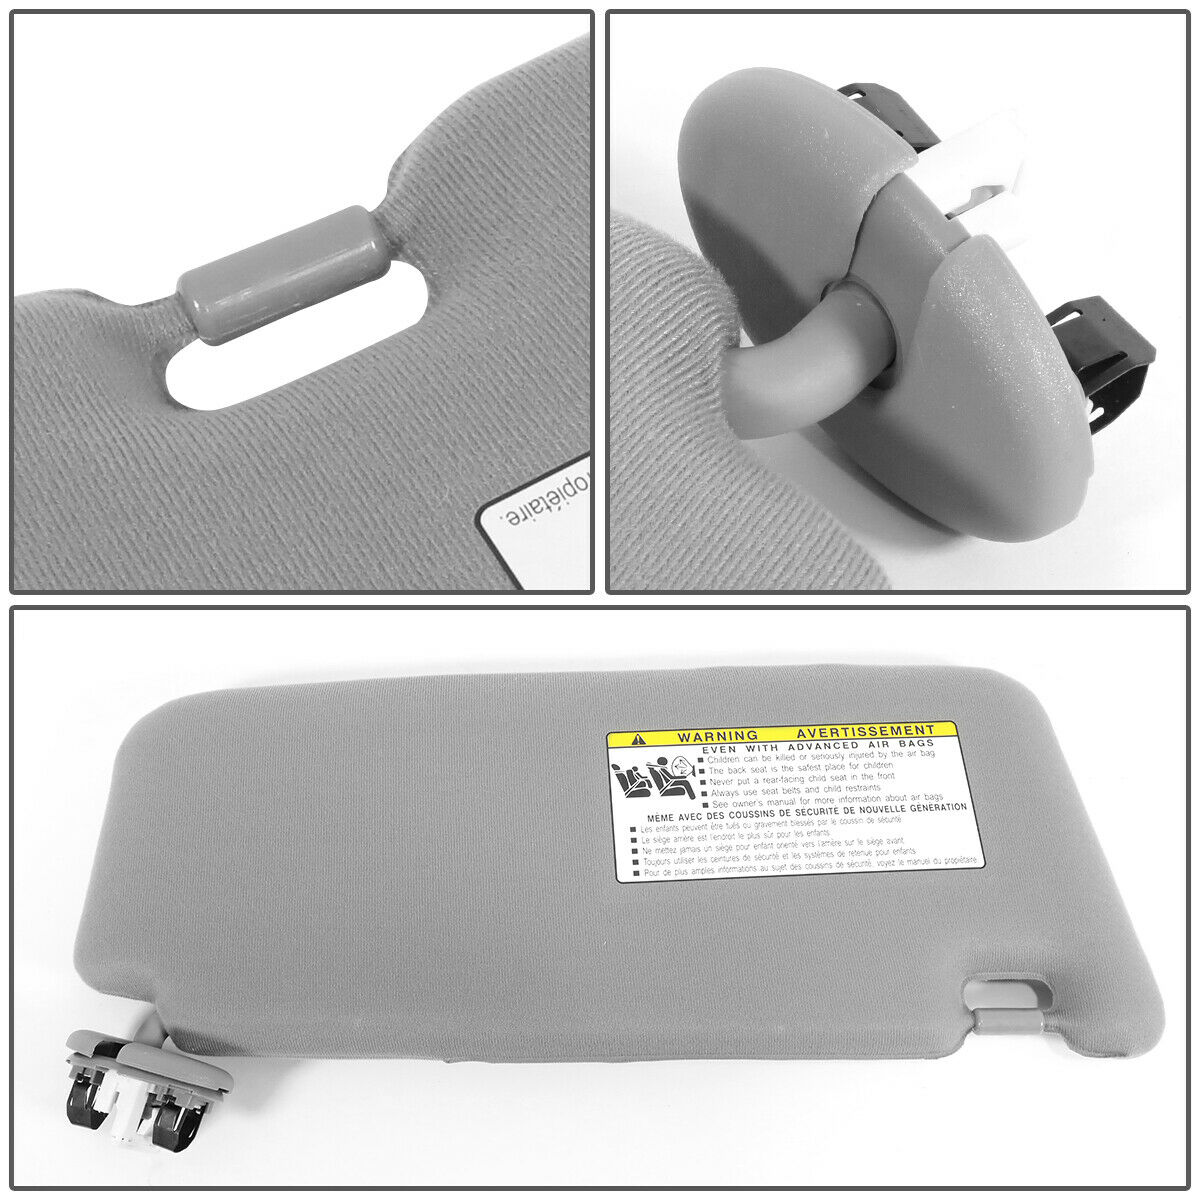 opiétaire.
WARNING AVERTISSEMENT
EVEN WITH ADVANCED AIR BAGS
■ Children can be killed or seriously injured by the air bag
■ The back seat is the safest place for children
■ Never put a rear-facing child seat in the front
■ Always use seat belts and child restraints
■ See owner's manual for more information about air bags
MÊME AVEC DES COUSSINS DE SÉCURITÉ DE NOUVELLE GÉNÉRATION
■ Les enfants peuvent être tués ou gravement blessés par le coussin de sécurité
■ Le siège arrière est l'endroit le plus sûr pour les enfants
■ Ne mettez jamais un siège pour enfant orienté vers l'arrière sur le siège avant
■ Toujours utiliser les ceintures de sécurité et les systèmes de retenue pour enfants
■ Pour de plus amples informations au sujet des coussins de sécurité, voyez le manuel du propriétaire